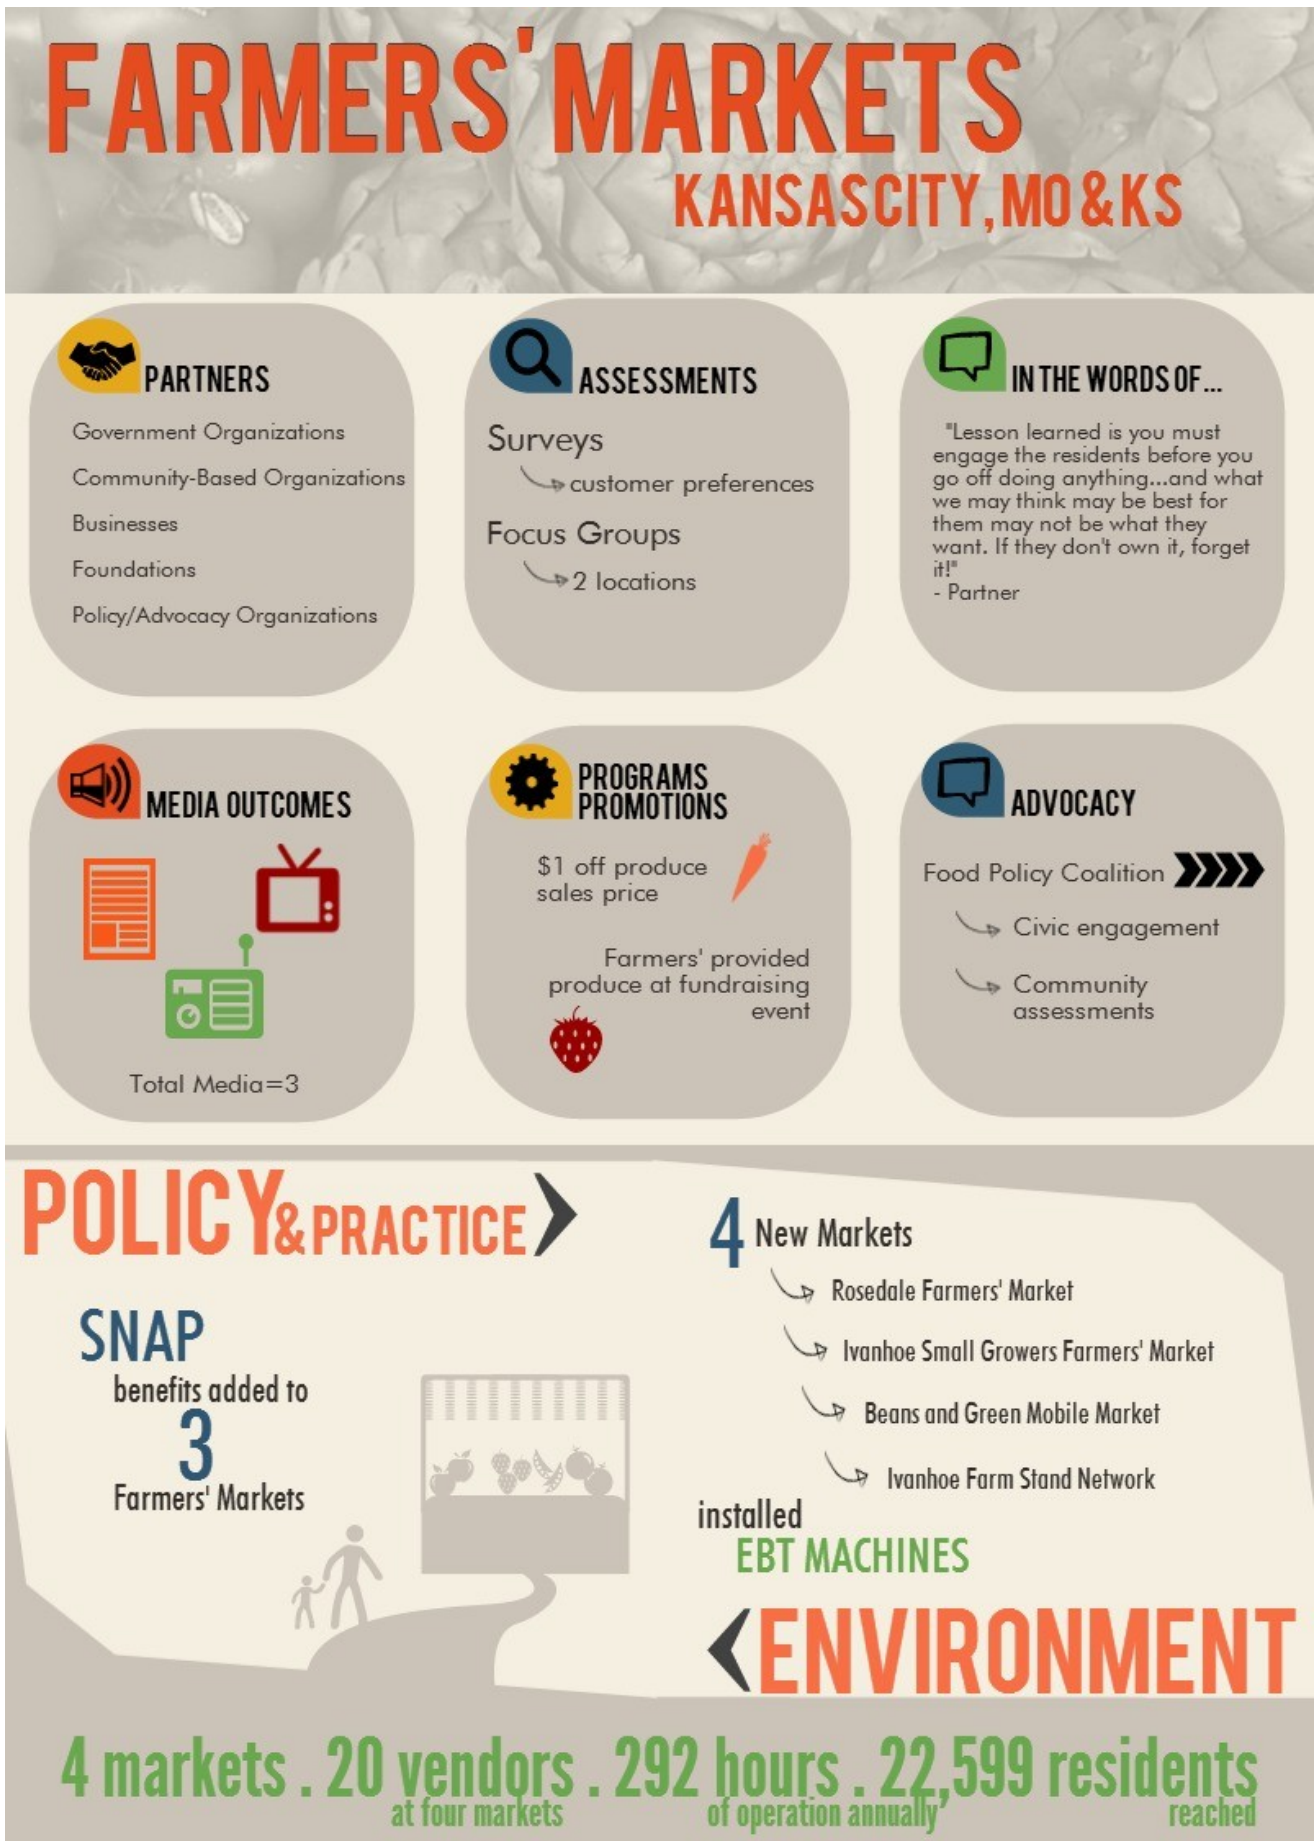 FARMERS' MARKETS
KANSAS CITY, MO & KS
PARTNERS
Government Organizations
Community-Based Organizations
Businesses
Foundations
Policy/Advocacy Organizations
ASSESSMENTS
Surveys
customer preferences
Focus Groups
2 locations
IN THE WORDS OF...
"Lesson learned is you must
engage the residents before you
go off doing anything...and what
we may think may be best for
them may not be what they
want. If they don't own it, forget
it!"
- Partner
MEDIA OUTCOMES
Total Media=3
PROGRAMS
PROMOTIONS
$1 off produce
sales price
Farmers' provided
produce at fundraising
event
ADVOCACY
Food Policy Coalition
Civic engagement
Community
assessments
POLICY & PRACTICE
SNAP
benefits added to
3
Farmers' Markets
4 New Markets
Rosedale Farmers' Market
Ivanhoe Small Growers Farmers' Market
Beans and Green Mobile Market
Ivanhoe Farm Stand Network
installed
EBT MACHINES
ENVIRONMENT
4 markets . 20 vendors . 292 hours . 22,599 residents
at four markets of operation annually reached